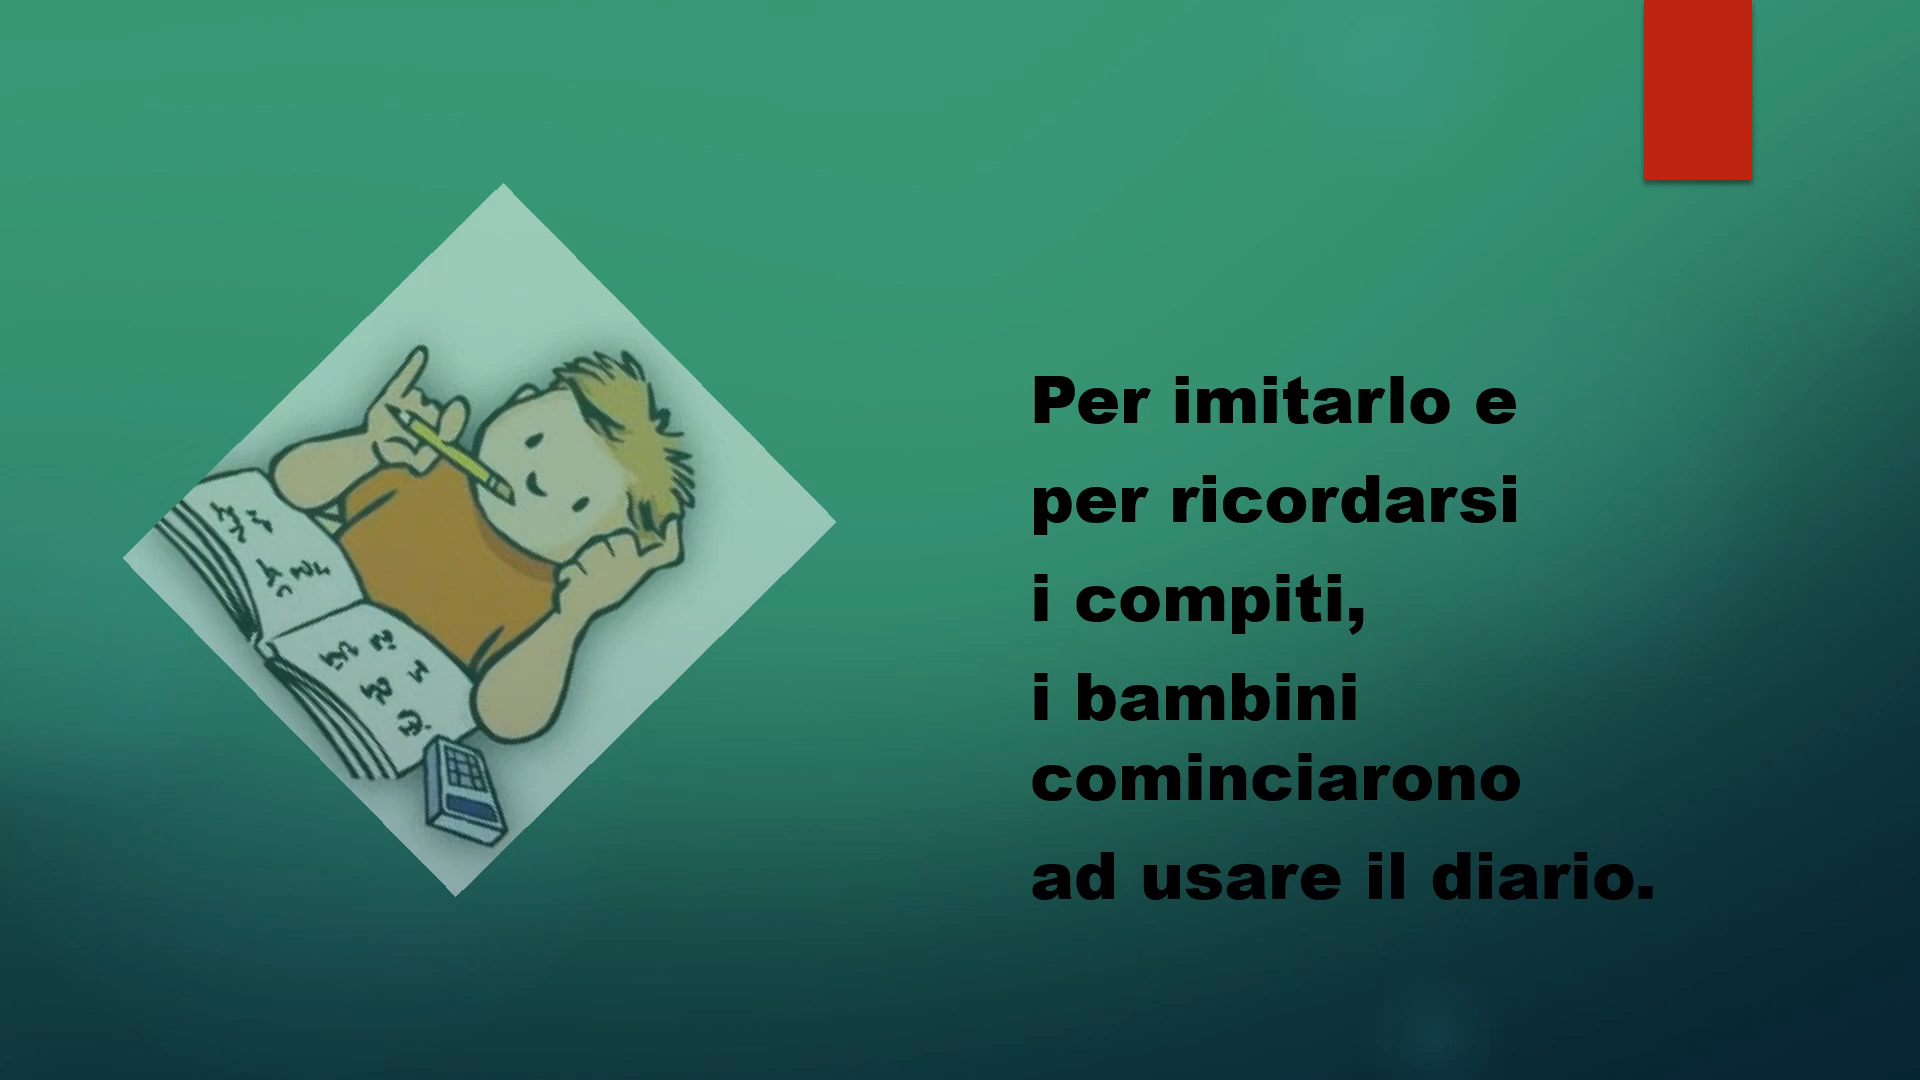 Per imitarlo e
per ricordarsi
i compiti,
i bambini
cominciarono
ad usare il diario.